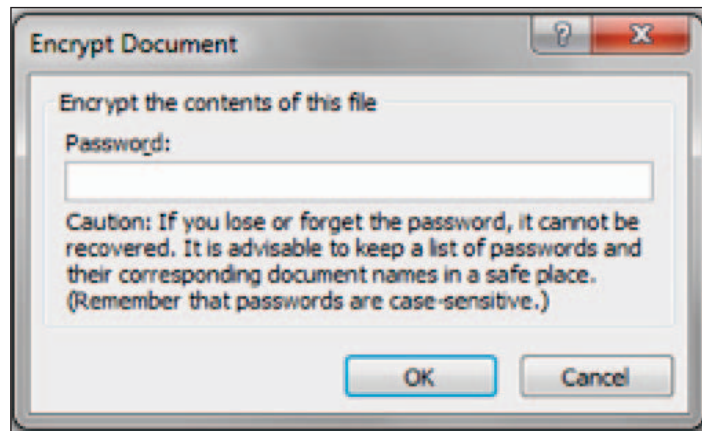 Encrypt Document
Encrypt the contents of this file
Password:
Caution: If you lose or forget the password, it cannot be
recovered. It is advisable to keep a list of passwords and
their corresponding document names in a safe place.
(Remember that passwords are case-sensitive.)
OK
Cancel